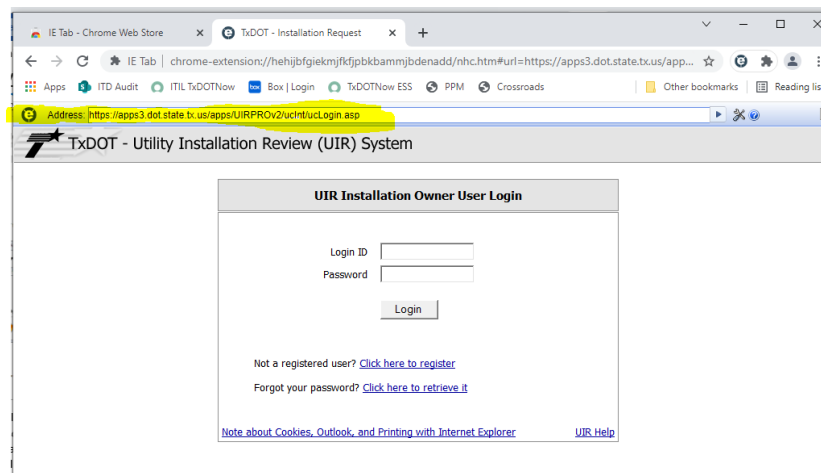 IE Tab - Chrome Web Store × TxDOT - Installation Request × +
IE Tab | chrome-extension://hehijbfgiekmjfkfjpbkbammjbdenadd/nhc.htm#url=https://apps3.dot.state.tx.us/app...
Apps ITD Audit ITIL TxDOTNow box Box | Login TxDOTNow ESS PPM Crossroads Other bookmarks Reading lis
Address: https://apps3.dot.state.tx.us/apps/UIRPROv2/ucInt/ucLogin.asp
TxDOT - Utility Installation Review (UIR) System
UIR Installation Owner User Login
Login ID
Password
Login
Not a registered user? Click here to register
Forgot your password? Click here to retrieve it
Note about Cookies, Outlook, and Printing with Internet Explorer UIR Help